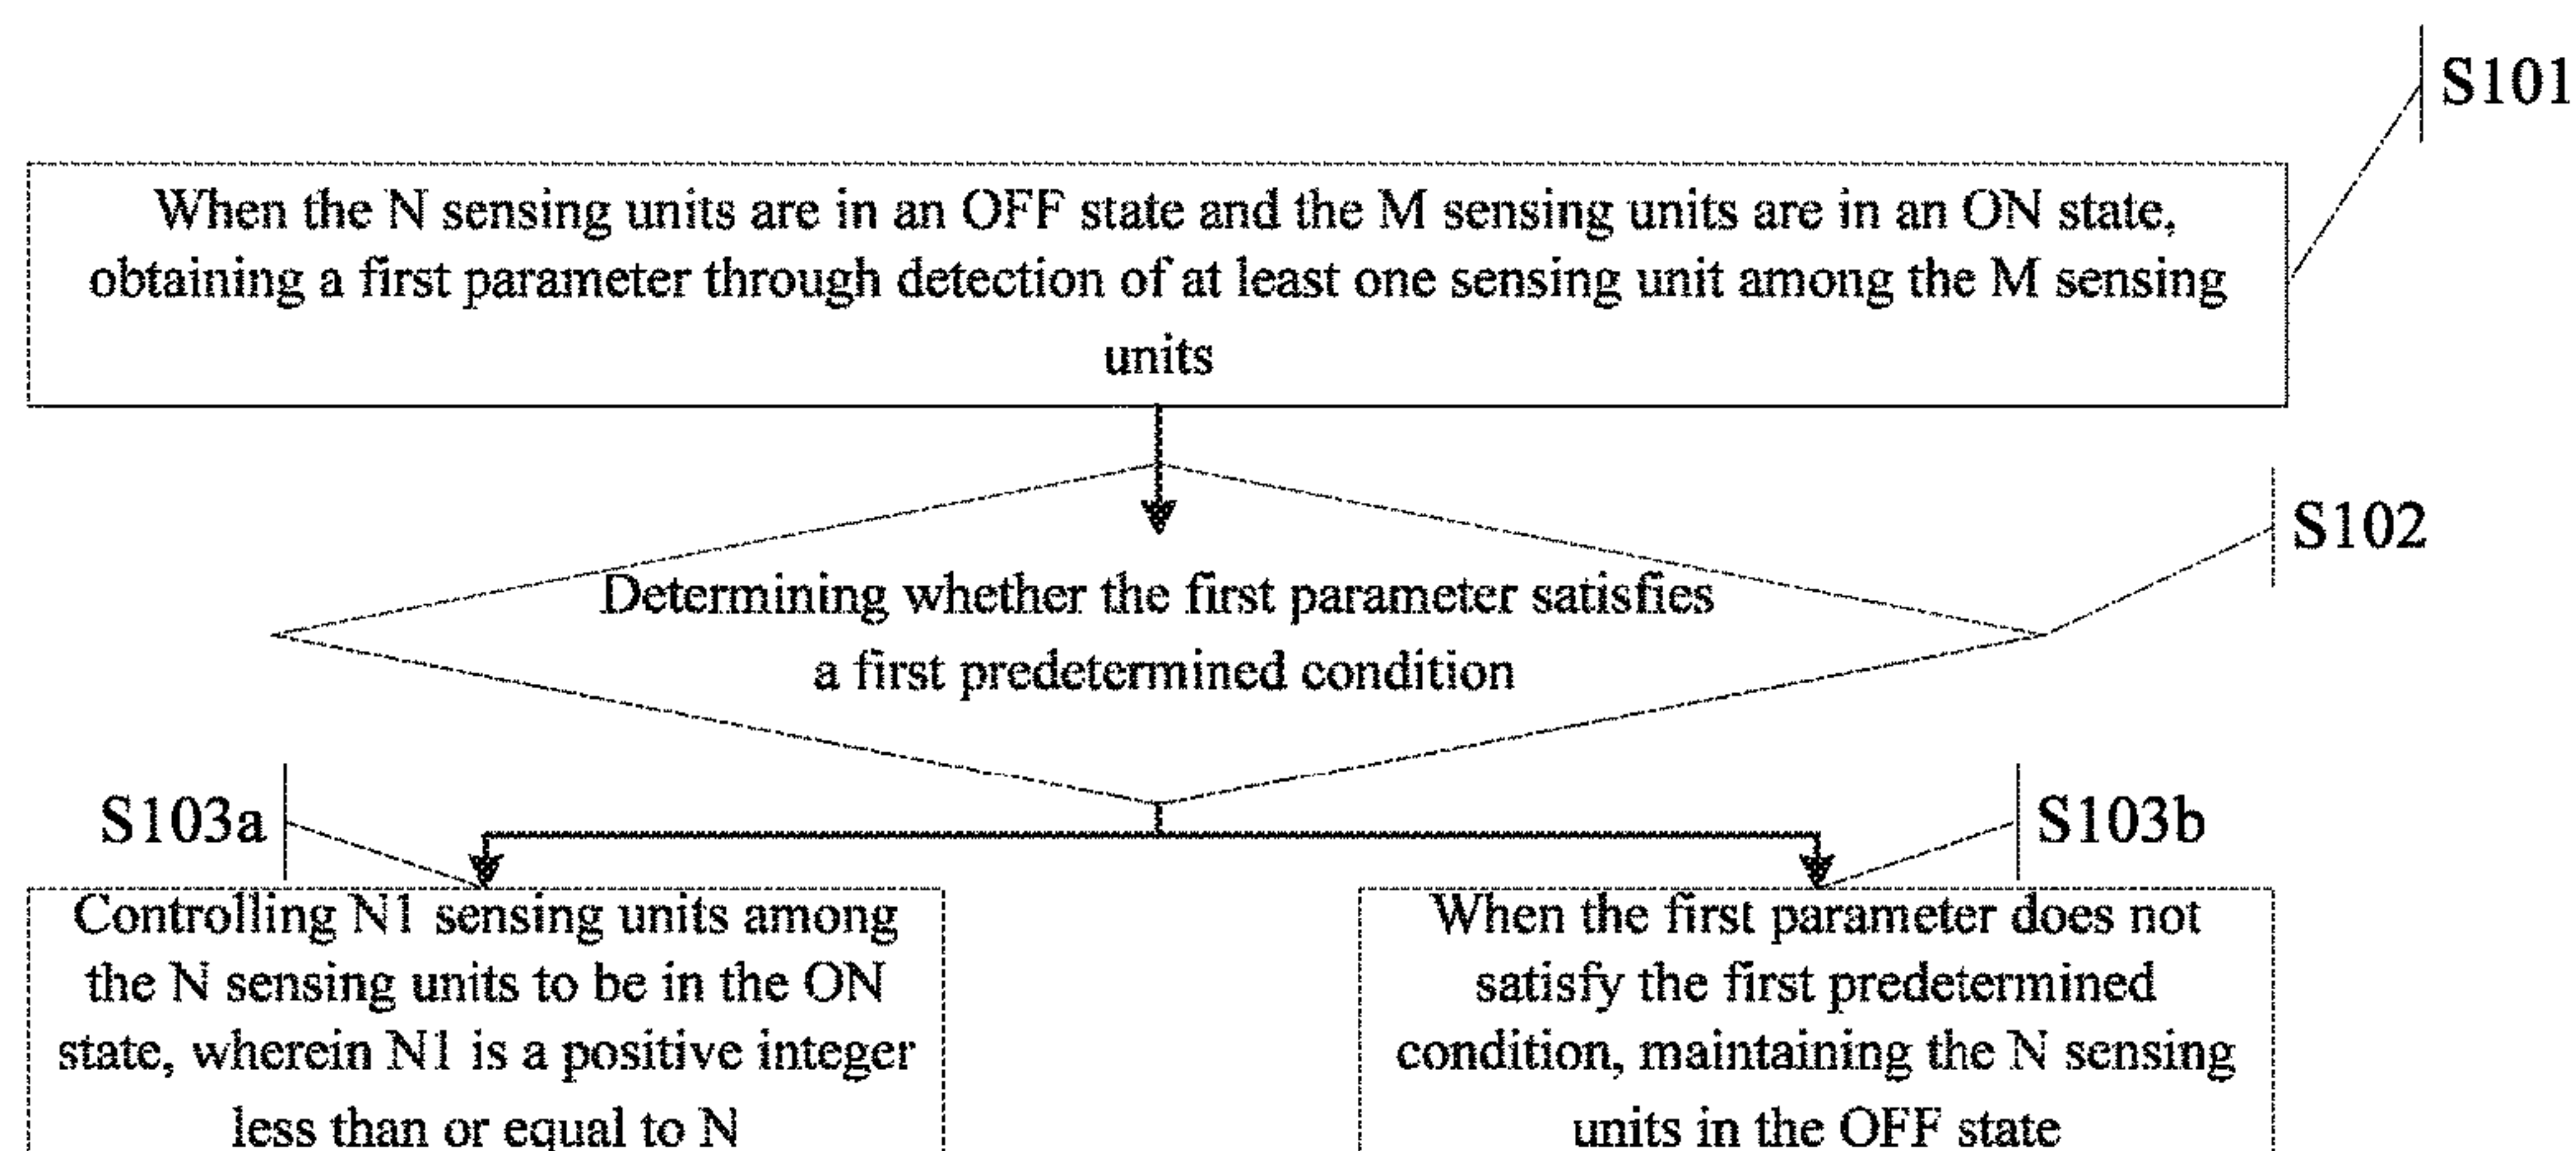 S101
When the N sensing units are in an OFF state and the M sensing units are in an ON state,
obtaining a first parameter through detection of at least one sensing unit among the M sensing
units
S102
Determining whether the first parameter satisfies
a first predetermined condition
S103a
S103b
Controlling N1 sensing units among
the N sensing units to be in the ON
state, wherein N1 is a positive integer
less than or equal to N
When the first parameter does not
satisfy the first predetermined
condition, maintaining the N sensing
units in the OFF state